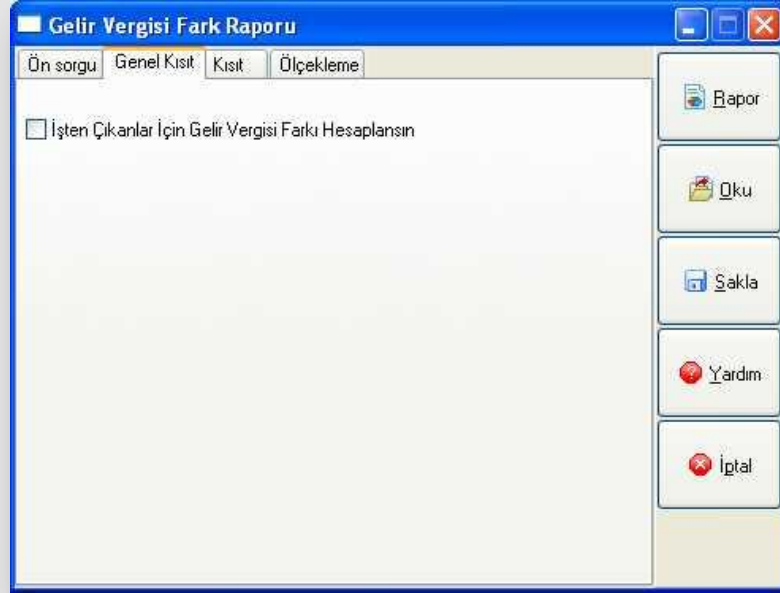 Gelir Vergisi Fark Raporu
Ön sorgu Genel Kısıt Kısıt Ölçekleme
İşten Çıkanlar İçin Gelir Vergisi Farkı Hesaplansın
Rapor
Oku
Sakla
Yardım
İptal